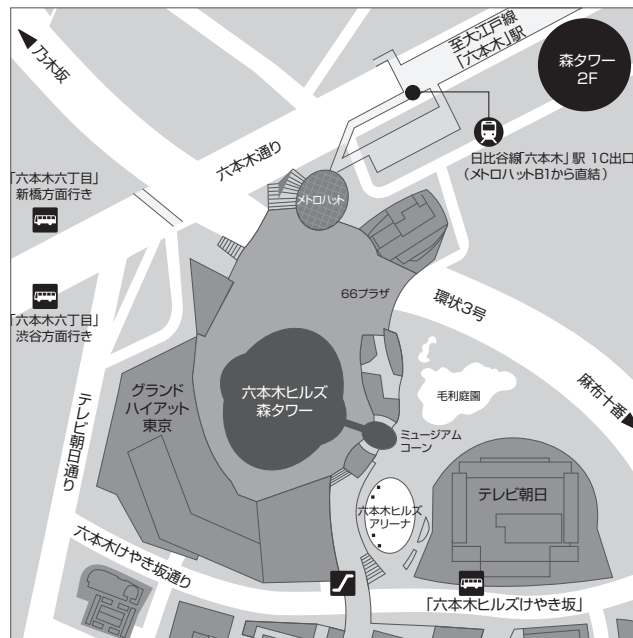 至大江戸線
「六本木」駅
森タワー
2F
乃木坂
六本木通り
日比谷線「六本木」駅 1C出口
（メトロハットB1から直結）
「六本木六丁目」
新橋方面行き
メトロハット
66プラザ
環状3号
「六本木六丁目」
渋谷方面行き
麻布十番
テレビ朝日通り
グランド
ハイアット
東京
六本木ヒルズ
森タワー
毛利庭園
ミュージアム
コーン
テレビ朝日
六本木ヒルズ
アリーナ
六本木けやき坂通り
「六本木ヒルズけやき坂」